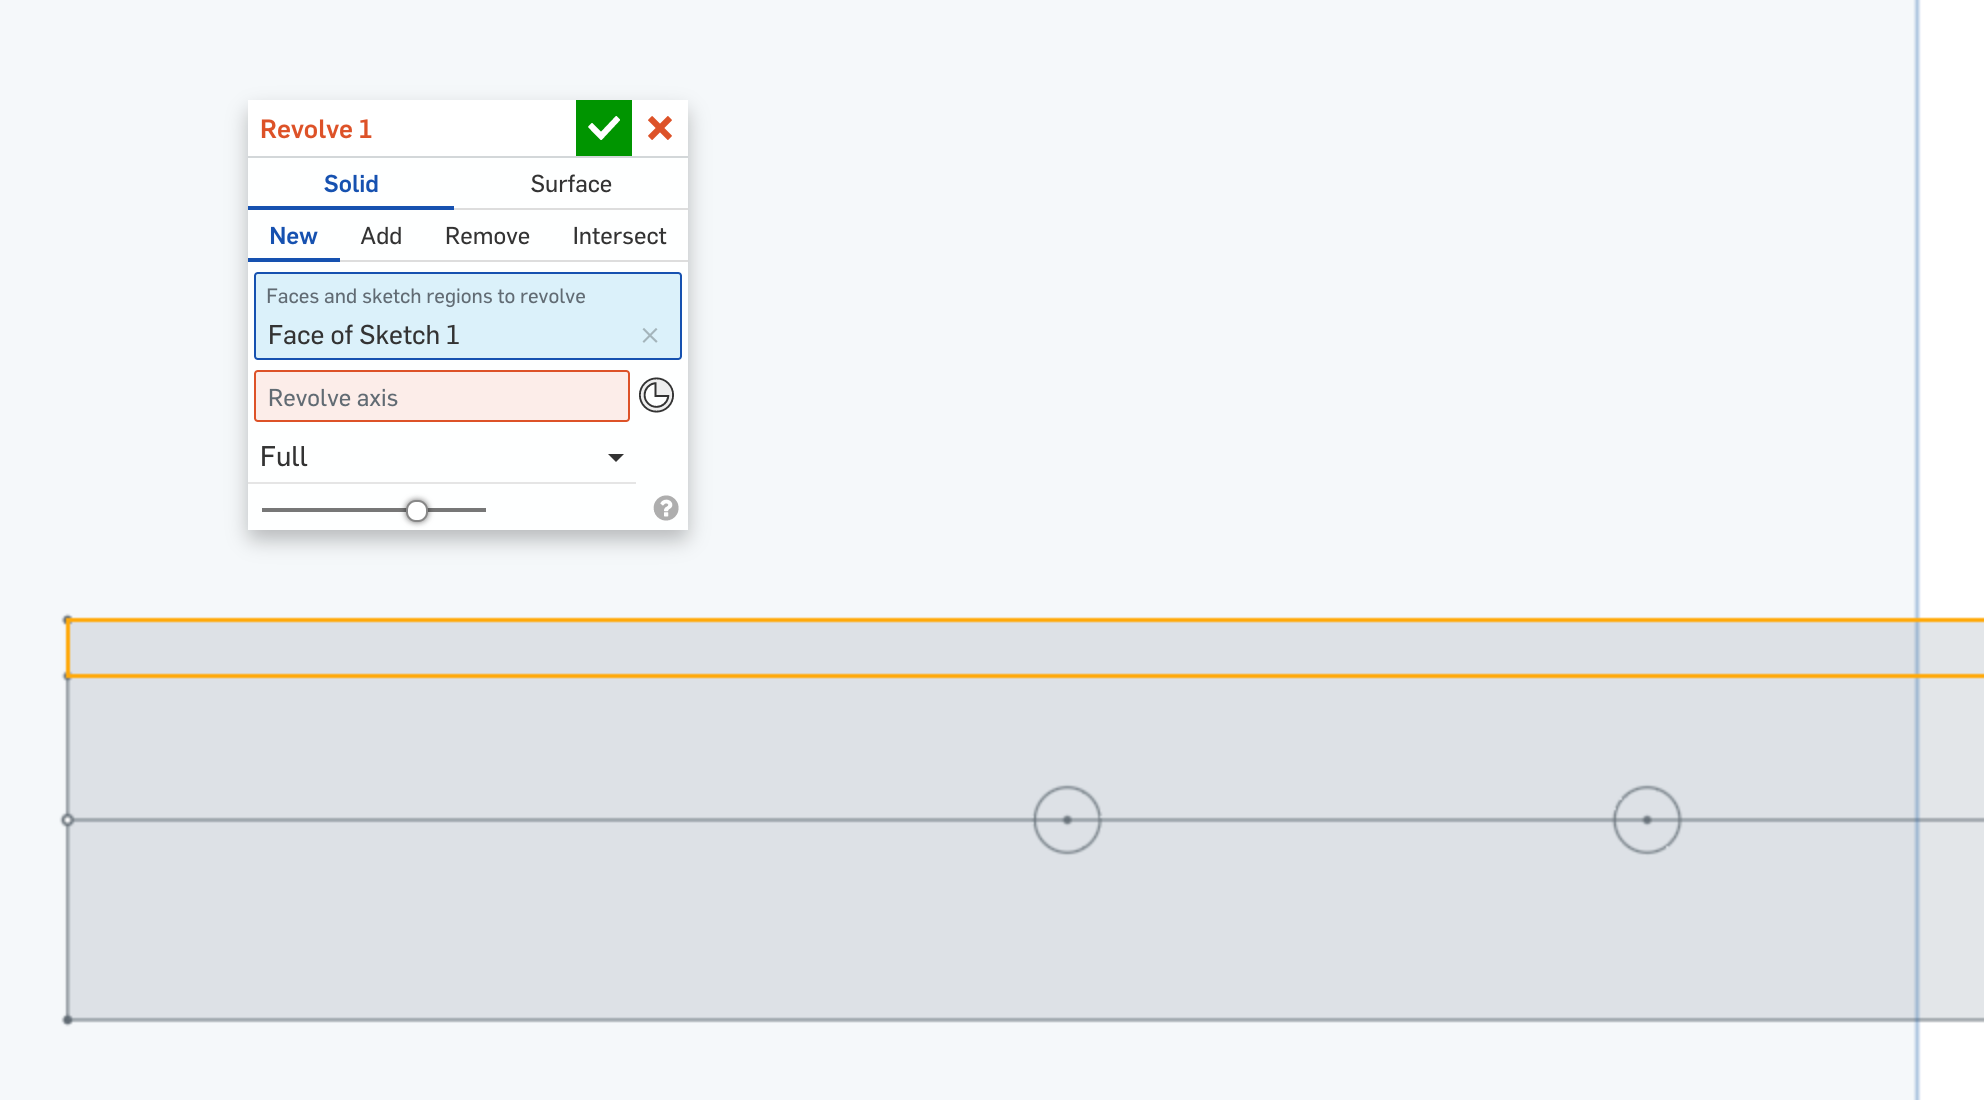 Revolve 1
Solid Surface
New Add Remove Intersect
Faces and sketch regions to revolve
Face of Sketch 1
Revolve axis
Full